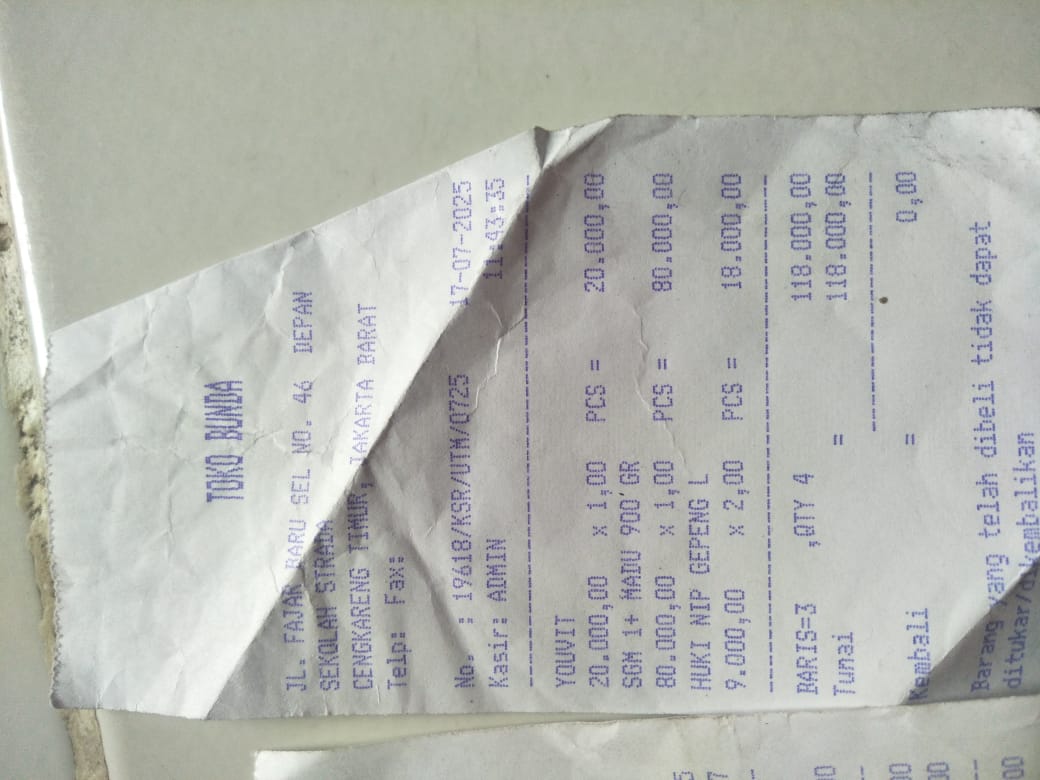 TOKO BUNDA
JL. FAJAR BARU SEL NO. 46 DEPAN
SEKOLAH STRADA
CENGKARENG TIMUR, JAKARTA BARAT
Telp: Fax:
No. : 19618/KSR/UTM/0725 17-07-2025
Kasir: ADMIN 11:43:35
YOUVIT
20.000,00 x 1,00 PCS = 20.000,00
SGM 1+ MADU 900 GR
80.000,00 x 1,00 PCS = 80.000,00
HUKI NIP GEPENG L
9.000,00 x 2,00 PCS = 18.000,00
BARIS=3 ,QTY 4 118.000,00
Tunai = 118.000,00
Kembali = 0,00
Barang yang telah dibeli tidak dapat
ditukar/dikembalikan